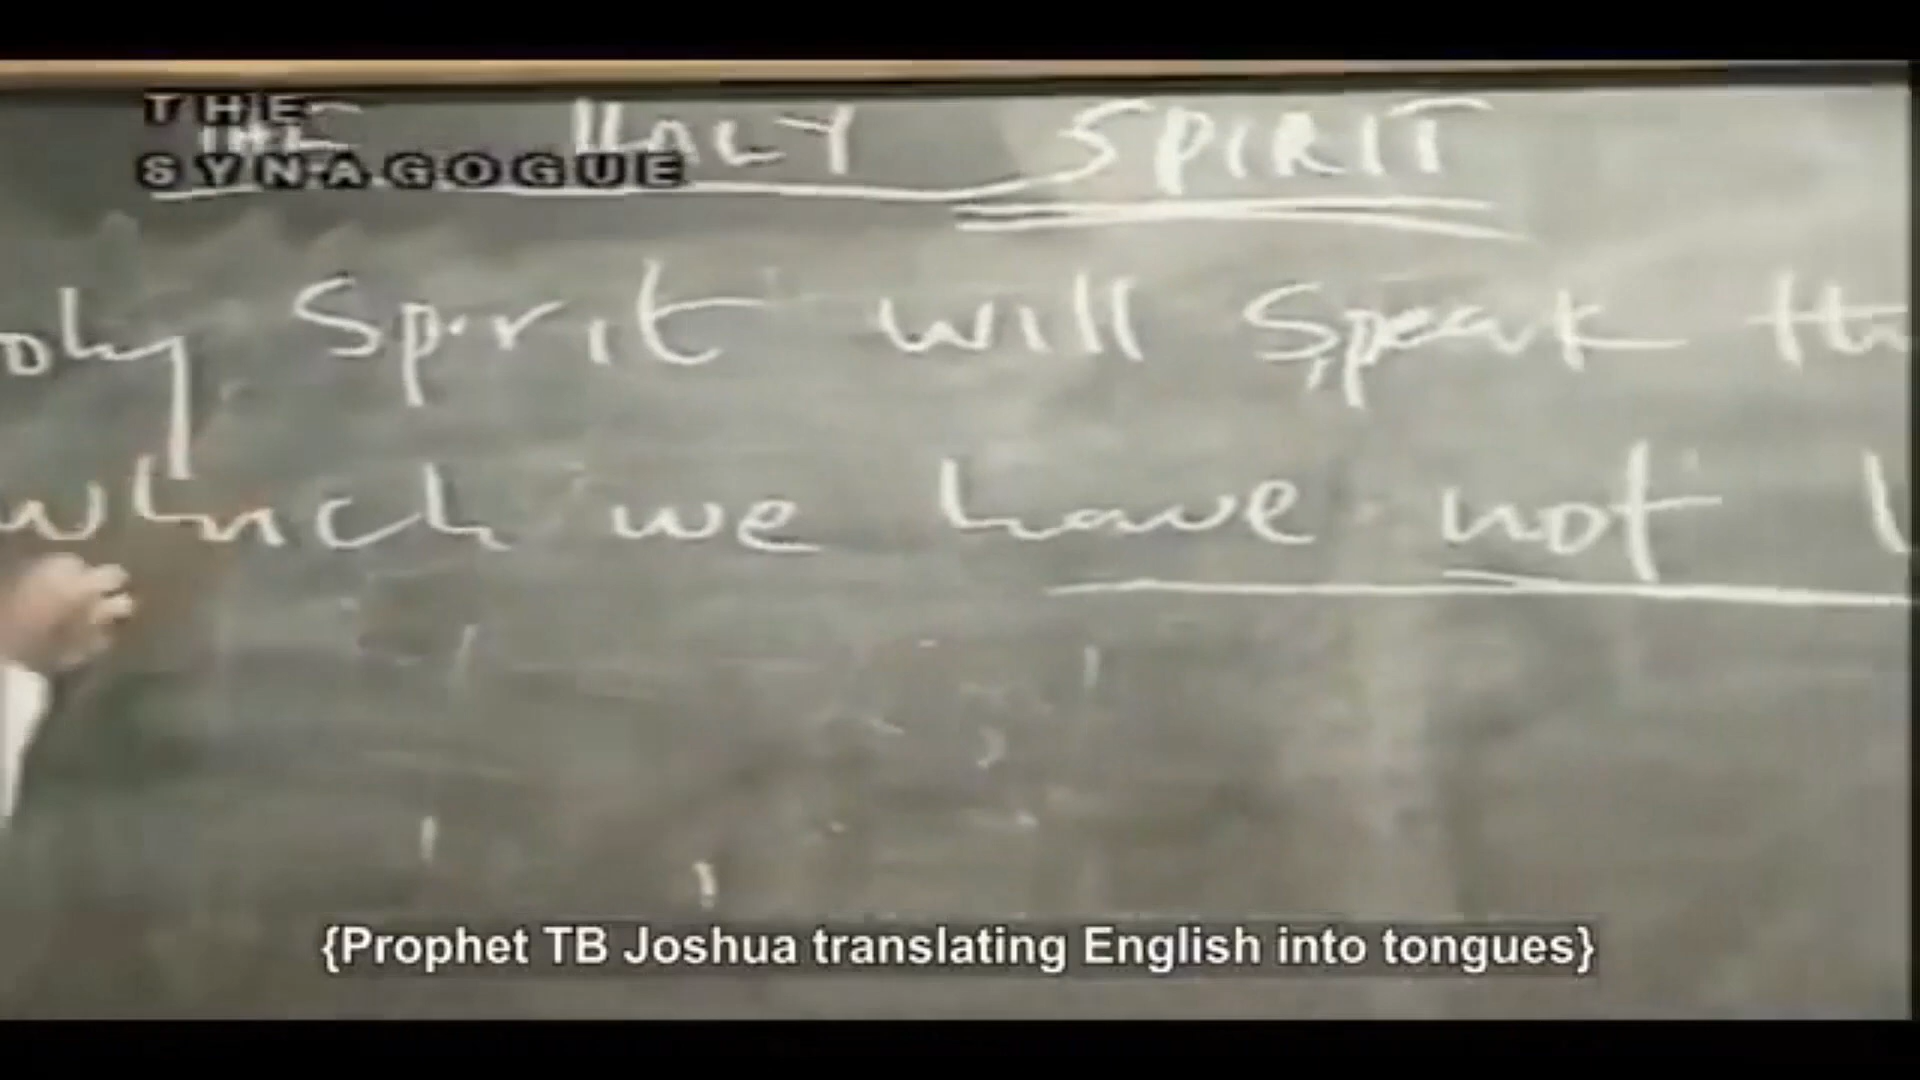 THE
SYNAGOGUE
THE HOLY SPIRIT
oly Spirit will Speak th
which we have not
{Prophet TB Joshua translating English into tongues}